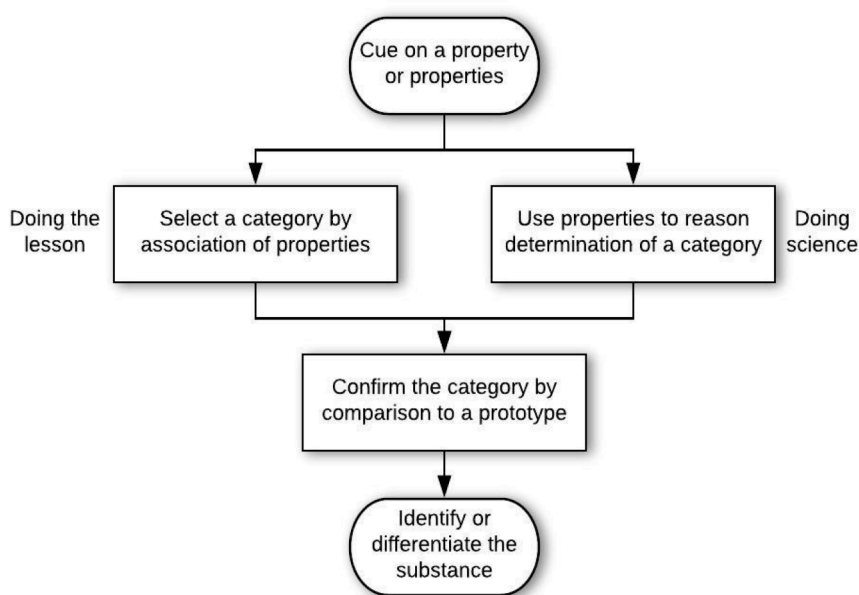 Cue on a property
or properties
Doing the
lesson
Select a category by
association of properties
Use properties to reason
determination of a category
Doing
science
Confirm the category by
comparison to a prototype
Identify or
differentiate the
substance